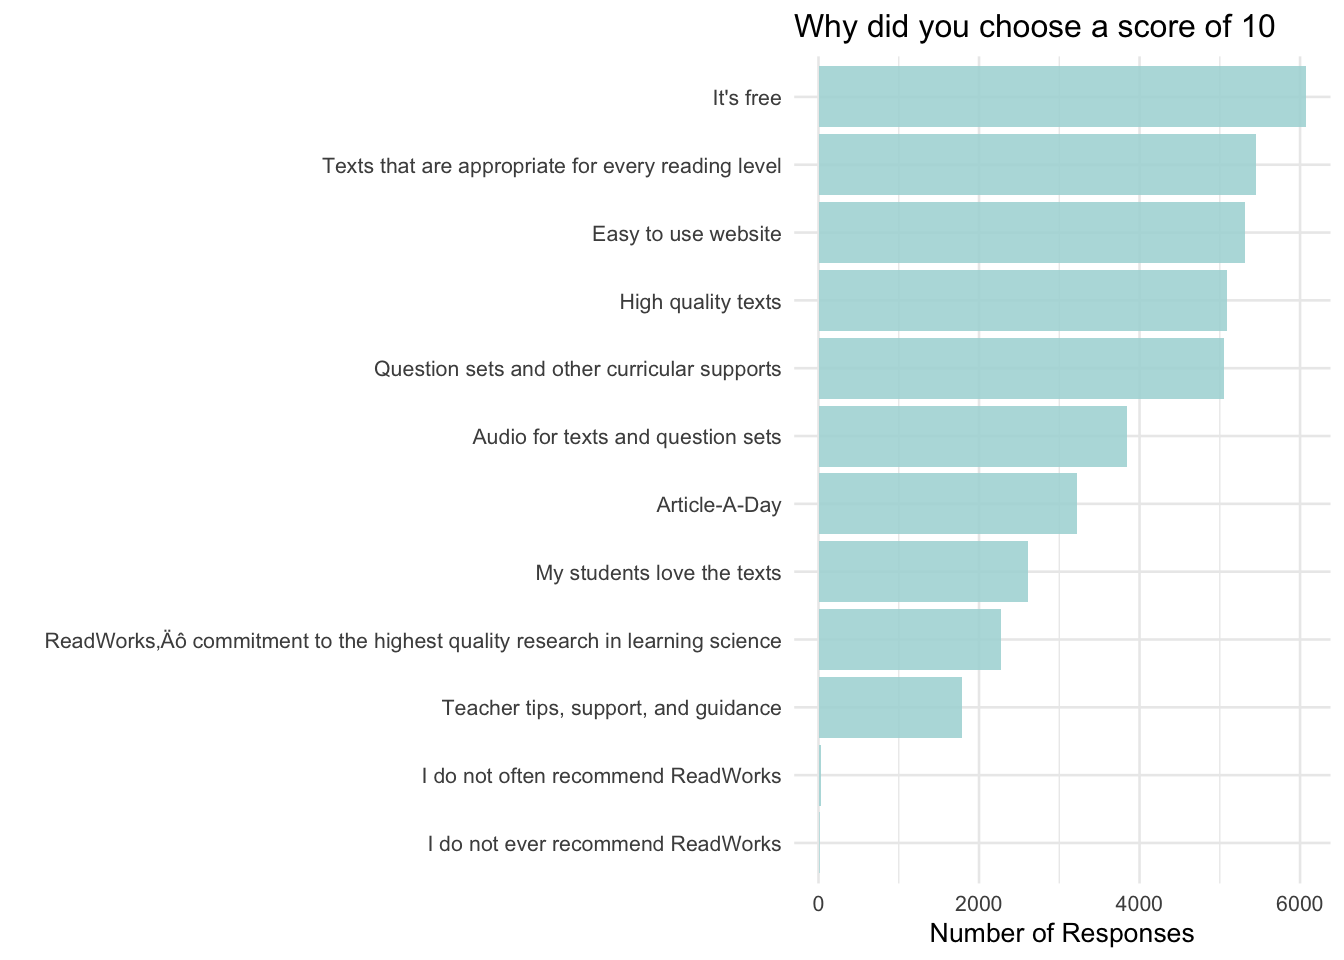 Why did you choose a score of 10
It's free
Texts that are appropriate for every reading level
Easy to use website
High quality texts
Question sets and other curricular supports
Audio for texts and question sets
Article-A-Day
My students love the texts
ReadWorks‚Äô commitment to the highest quality research in learning science
Teacher tips, support, and guidance
I do not often recommend ReadWorks
I do not ever recommend ReadWorks
0 2000 4000 6000
Number of Responses